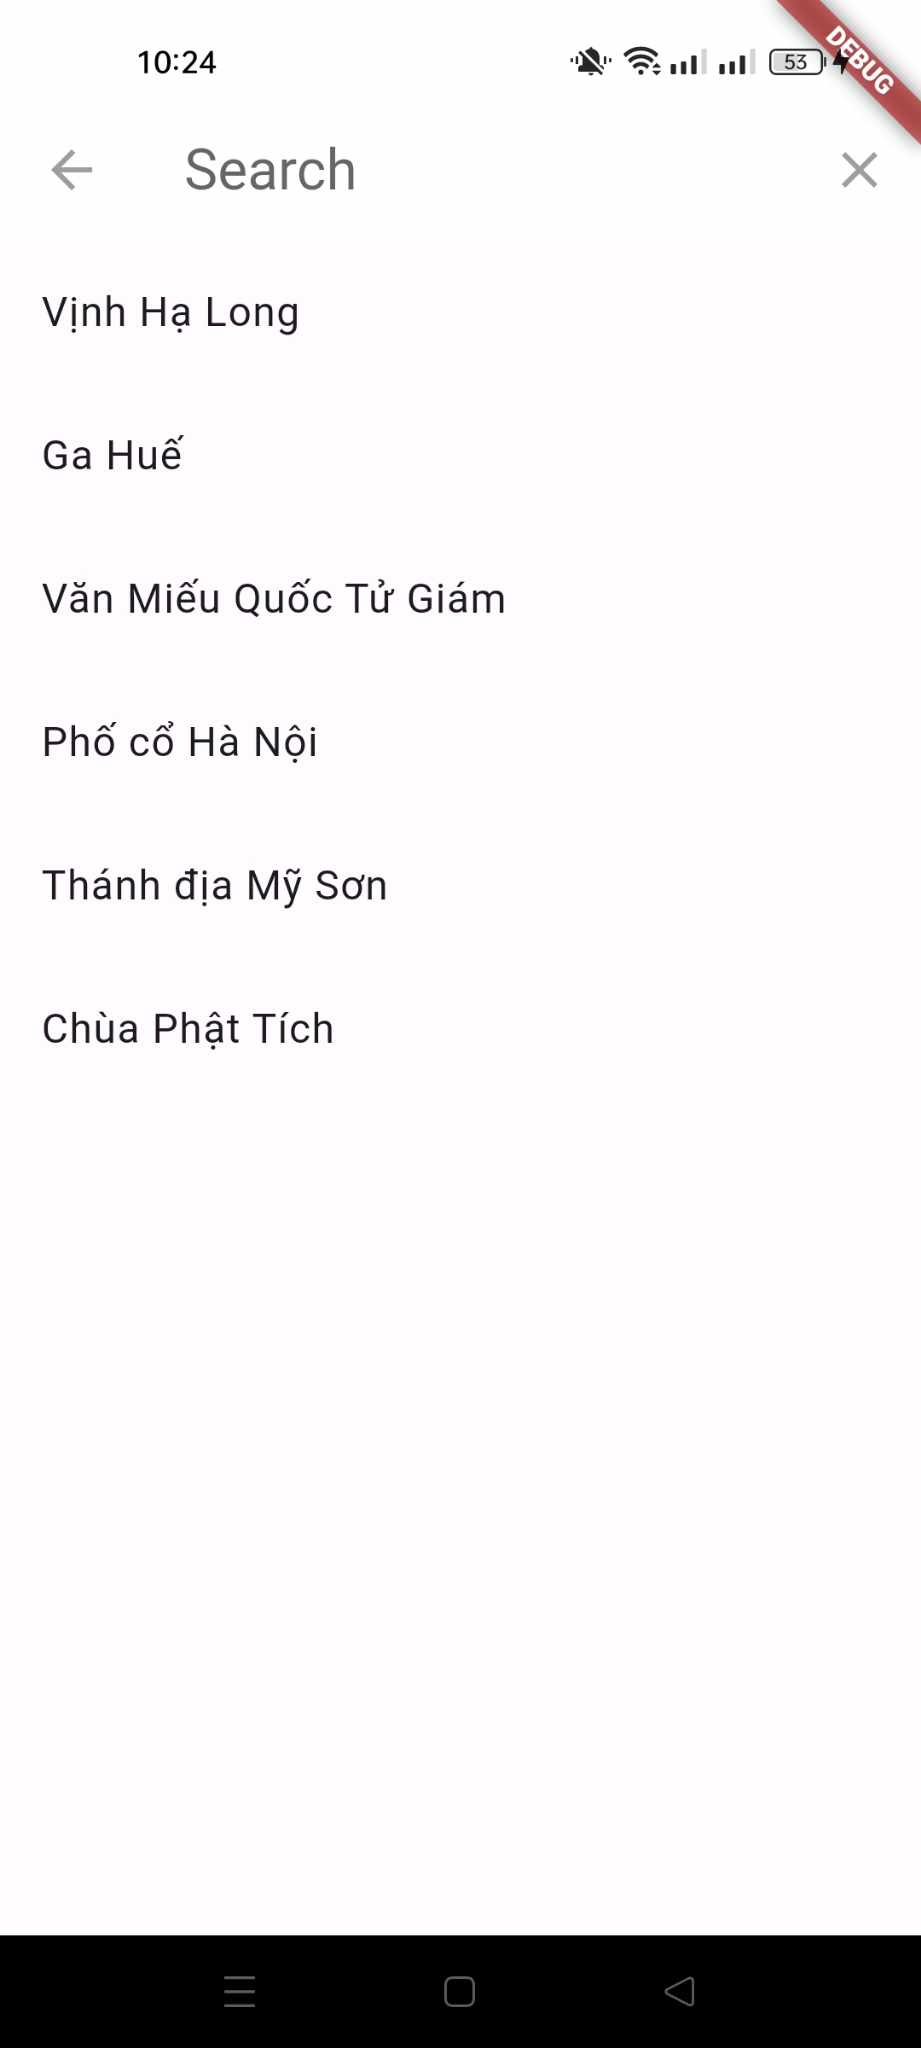 10:24
53
DEBUG
Search
Vịnh Hạ Long
Ga Huế
Văn Miếu Quốc Tử Giám
Phố cổ Hà Nội
Thánh địa Mỹ Sơn
Chùa Phật Tích